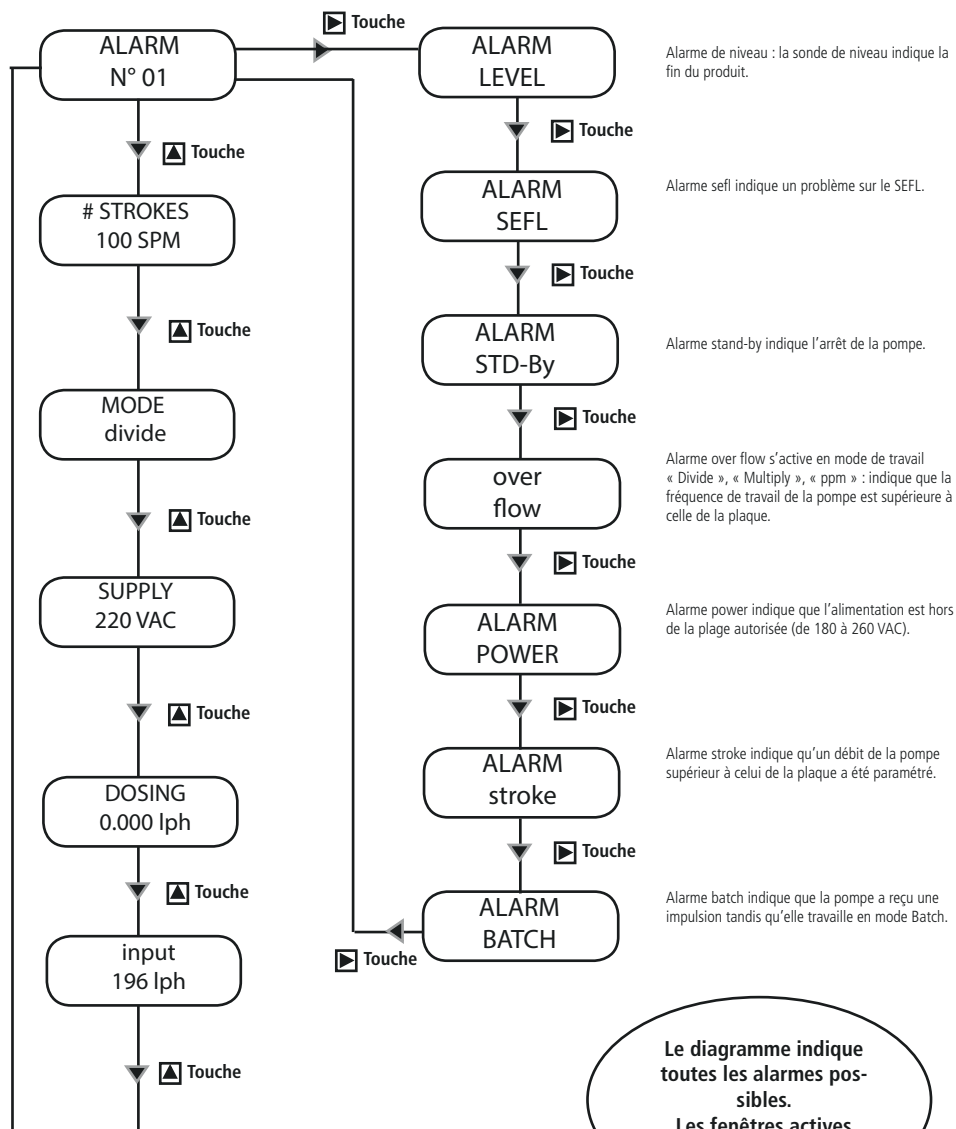 Touche
ALARM
N° 01
ALARM
LEVEL
Alarme de niveau : la sonde de niveau indique la
fin du produit.
Touche
Touche
# STROKES
100 SPM
ALARM
SEFL
Alarme sefl indique un problème sur le SEFL.
Touche
Touche
ALARM
STD-By
Alarme stand-by indique l’arrêt de la pompe.
MODE
divide
Touche
over
flow
Alarme over flow s’active en mode de travail
« Divide », « Multiply », « ppm » : indique que la
fréquence de travail de la pompe est supérieure à
celle de la plaque.
Touche
Touche
SUPPLY
220 VAC
ALARM
POWER
Alarme power indique que l’alimentation est hors
de la plage autorisée (de 180 à 260 VAC).
Touche
Touche
DOSING
0.000 lph
ALARM
stroke
Alarme stroke indique qu’un débit de la pompe
supérieur à celui de la plaque a été paramétré.
Touche
Touche
ALARM
BATCH
Alarme batch indique que la pompe a reçu une
impulsion tandis qu’elle travaille en mode Batch.
input
196 lph
Touche
Touche
Le diagramme indique
toutes les alarmes pos-
sibles.
Les fenêtres actives